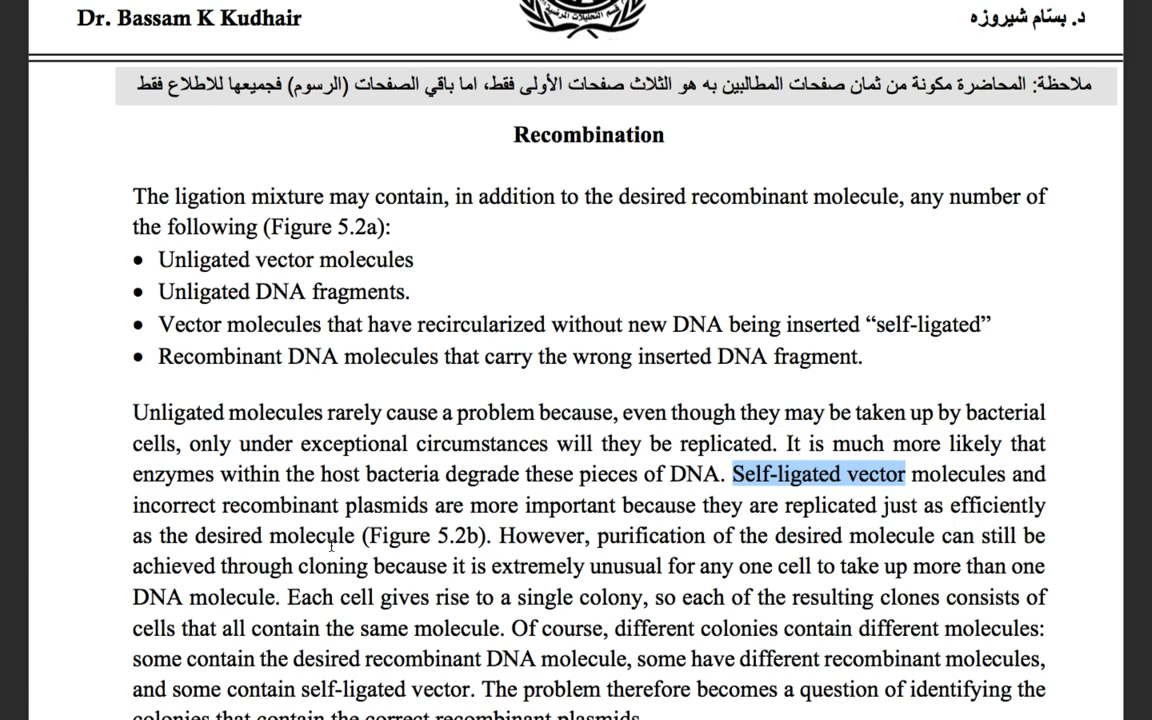 Dr. Bassam K Kudhair
د. بسّام شيروزه
ملاحظة: المحاضرة مكونة من ثمان صفحات المطالبين به هو الثلاث صفحات الأولى فقط، اما باقي الصفحات (الرسوم) فجميعها للاطلاع فقط
Recombination
The ligation mixture may contain, in addition to the desired recombinant molecule, any number of
the following (Figure 5.2a):
• Unligated vector molecules
• Unligated DNA fragments.
• Vector molecules that have recircularized without new DNA being inserted “self-ligated”
• Recombinant DNA molecules that carry the wrong inserted DNA fragment.
Unligated molecules rarely cause a problem because, even though they may be taken up by bacterial
cells, only under exceptional circumstances will they be replicated. It is much more likely that
enzymes within the host bacteria degrade these pieces of DNA. Self-ligated vector molecules and
incorrect recombinant plasmids are more important because they are replicated just as efficiently
as the desired molecule (Figure 5.2b). However, purification of the desired molecule can still be
achieved through cloning because it is extremely unusual for any one cell to take up more than one
DNA molecule. Each cell gives rise to a single colony, so each of the resulting clones consists of
cells that all contain the same molecule. Of course, different colonies contain different molecules:
some contain the desired recombinant DNA molecule, some have different recombinant molecules,
and some contain self-ligated vector. The problem therefore becomes a question of identifying the
colonies that contain the correct recombinant plasmids.